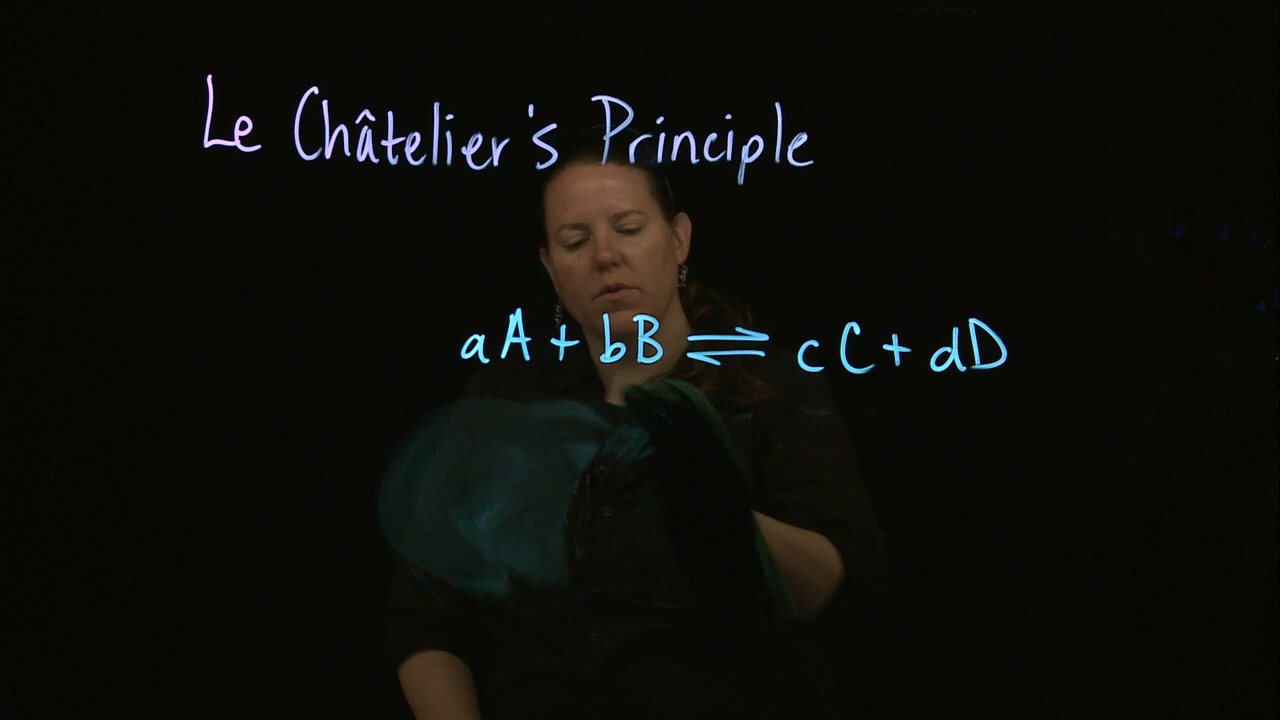 Le Châtelier's Principle
aA + bB ⇌ cC + dD